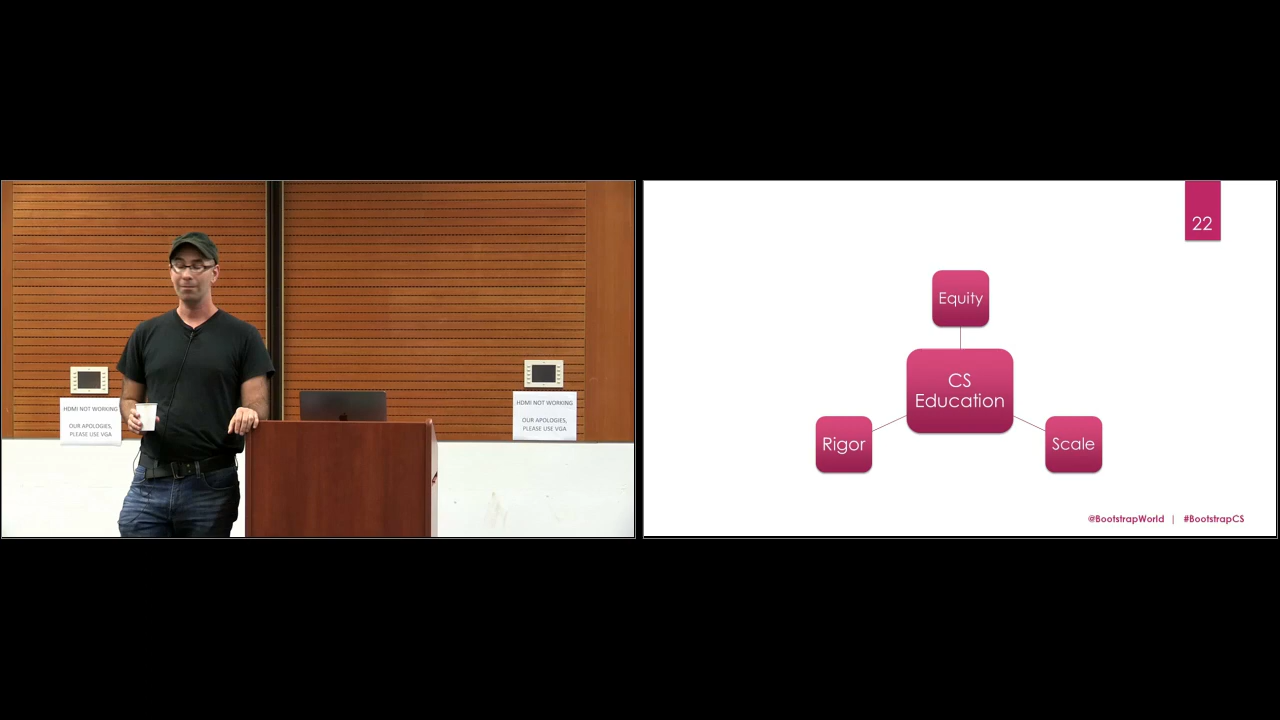 HDMI NOT WORKING
OUR APOLOGIES,
PLEASE USE VGA
HDMI NOT WORKING
OUR APOLOGIES,
PLEASE USE VGA
22
Equity
CS
Education
Rigor
Scale
@BootstrapWorld | #BootstrapCS